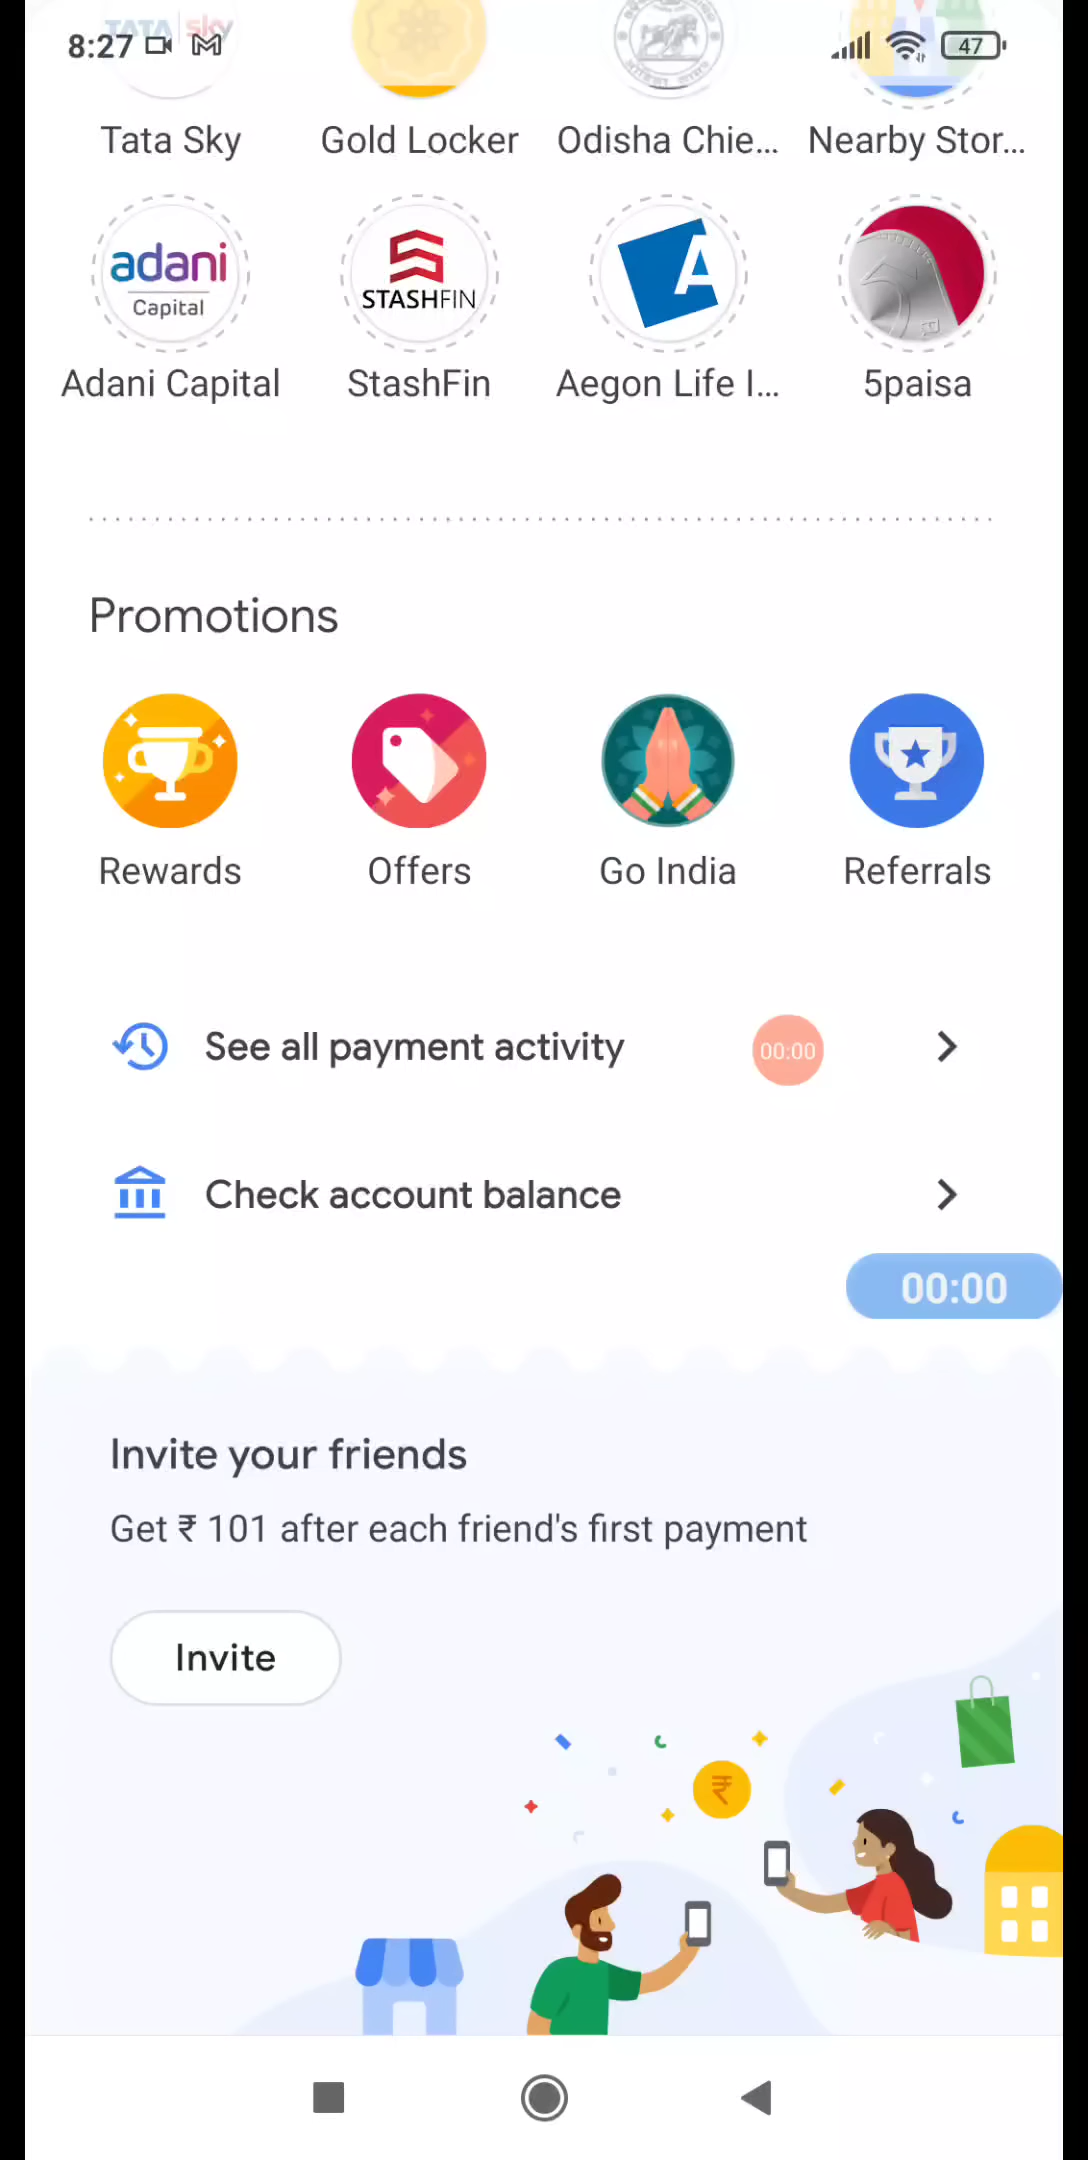 TATA sky
8:27
47
Tata Sky Gold Locker Odisha Chie... Nearby Stor...
adani
Capital
STASHFIN
A
Adani Capital StashFin Aegon Life I... 5paisa
Promotions
Rewards Offers Go India Referrals
See all payment activity
00:00
Check account balance
00:00
Invite your friends
Get ₹ 101 after each friend's first payment
Invite
₹